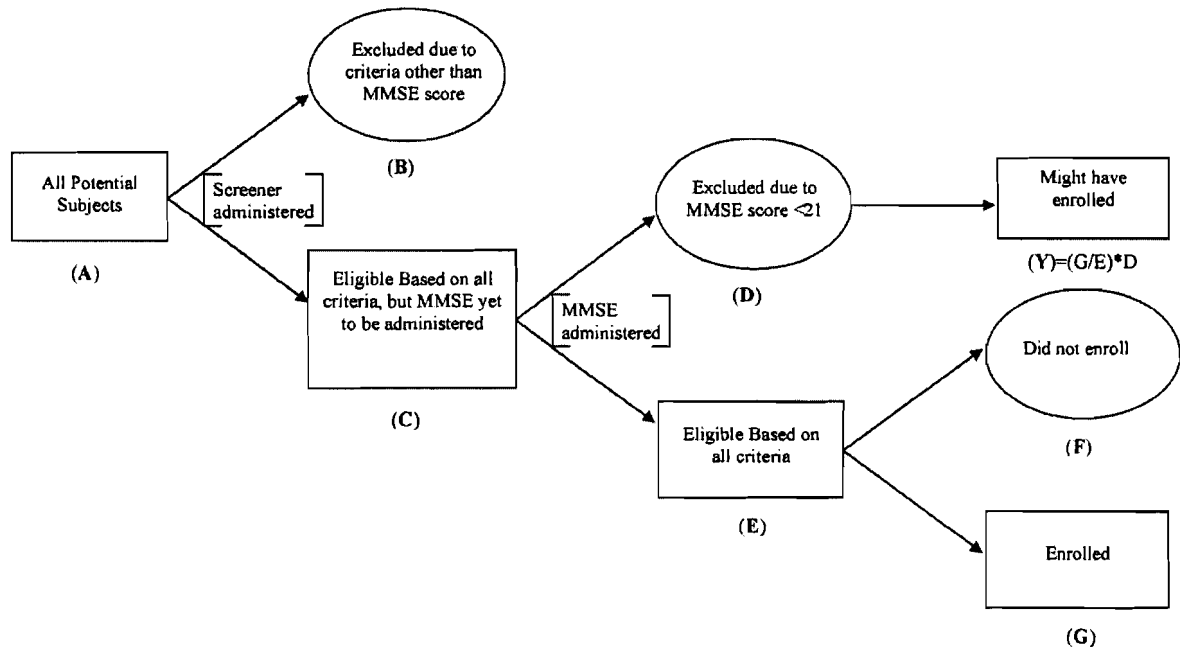 Excluded due to
criteria other than
MMSE score
(B)
All Potential
Subjects
(A)
Screener
administered
Eligible Based on all
criteria, but MMSE yet
to be administered
(C)
Excluded due to
MMSE score <21
(D)
Might have
enrolled
(Y)=(G/E)*D
MMSE
administered
Did not enroll
(F)
Eligible Based on
all criteria
(E)
Enrolled
(G)